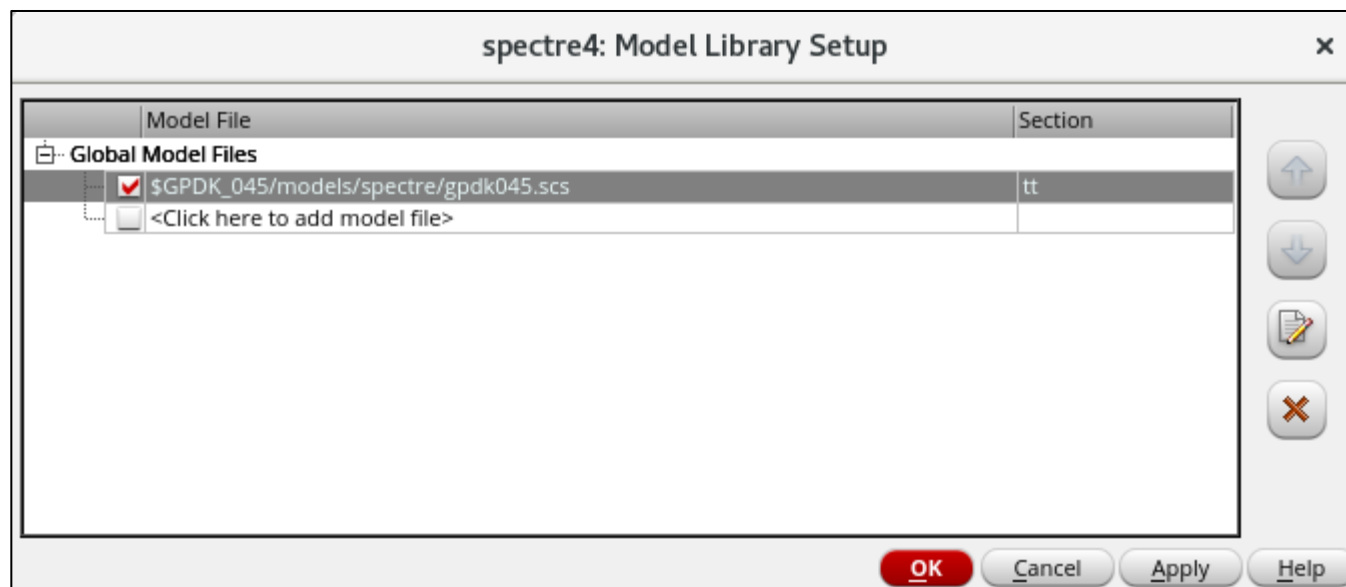 spectre4: Model Library Setup
Model File Section
Global Model Files
$GPDK_045/models/spectre/gpdk045.scs tt
<Click here to add model file>
OK Cancel Apply Help